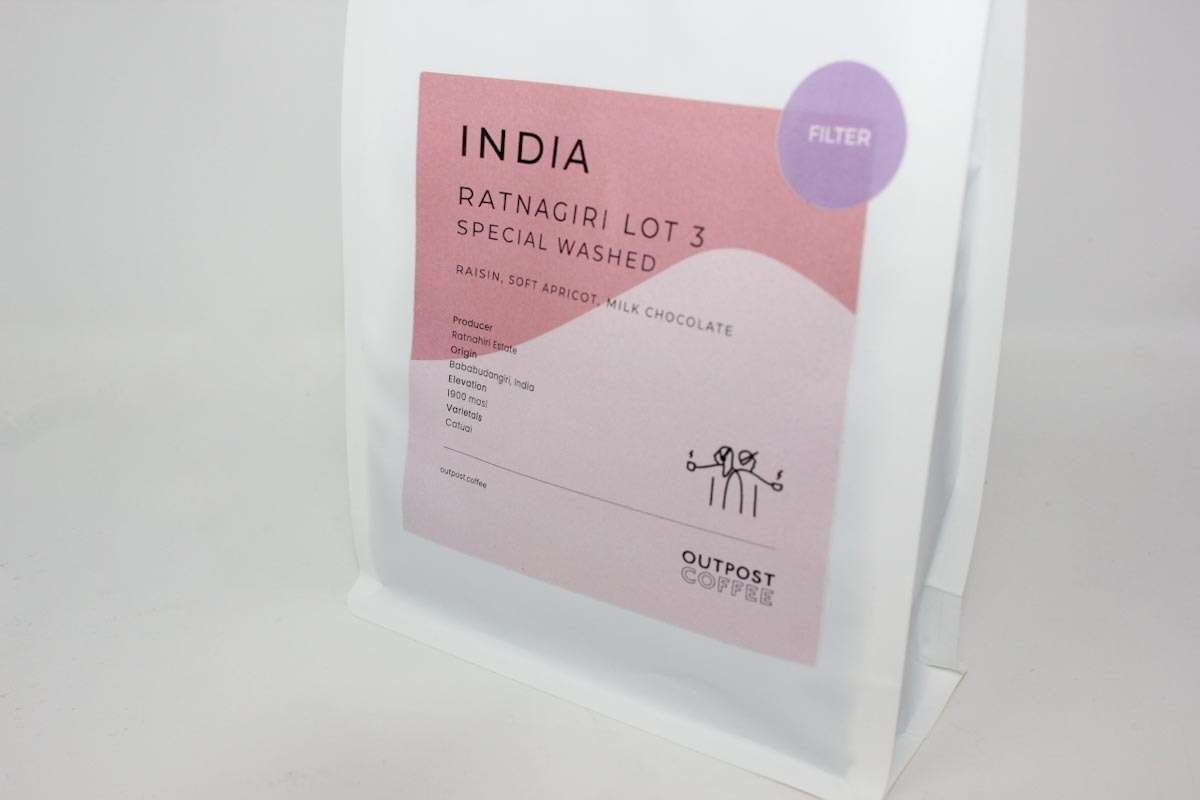 FILTER
INDIA
RATNAGIRI LOT 3
SPECIAL WASHED
RAISIN, SOFT APRICOT, MILK CHOCOLATE
Producer
Ratnahiri Estate
Origin
Bababudangiri, India
Elevation
1900 masl
Varietals
Catuai
outpost.coffee
OUTPOST
COFFEE